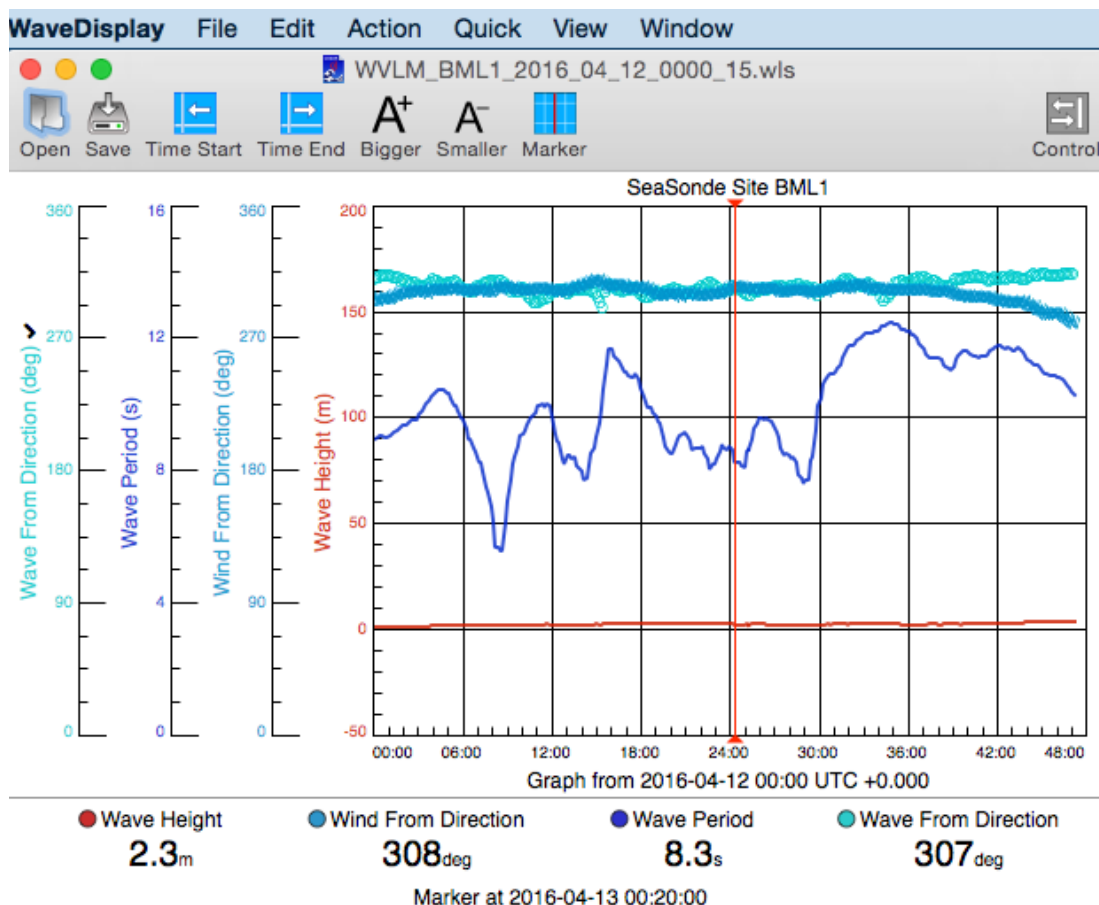 WaveDisplay File Edit Action Quick View Window
WVLM_BML1_2016_04_12_0000_15.wls
A+ A-
Open Save Time Start Time End Bigger Smaller Marker Control
SeaSonde Site BML1
Wave From Direction (deg)
360
270
180
90
0
Wave Period (s)
16
12
8
4
0
Wind From Direction (deg)
360
270
180
90
0
Wave Height (m)
200
150
100
50
0
-50
00:00 06:00 12:00 18:00 24:00 30:00 36:00 42:00 48:00
Graph from 2016-04-12 00:00 UTC +0.000
Wave Height Wind From Direction Wave Period Wave From Direction
2.3m 308deg 8.3s 307deg
Marker at 2016-04-13 00:20:00